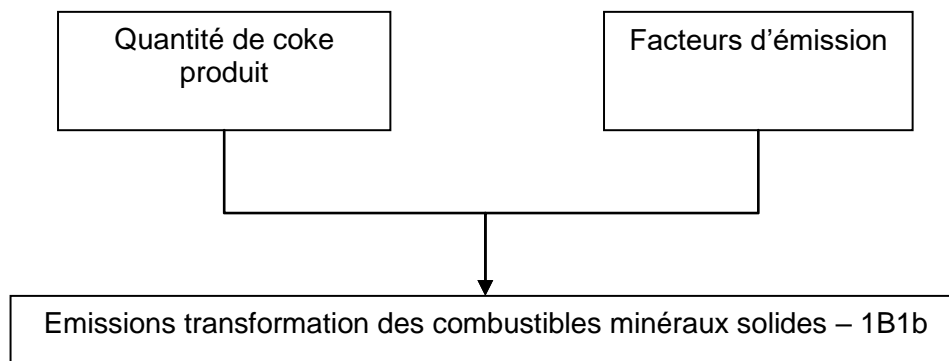 Quantité de coke
produit
Facteurs d’émission
Emissions transformation des combustibles minéraux solides – 1B1b